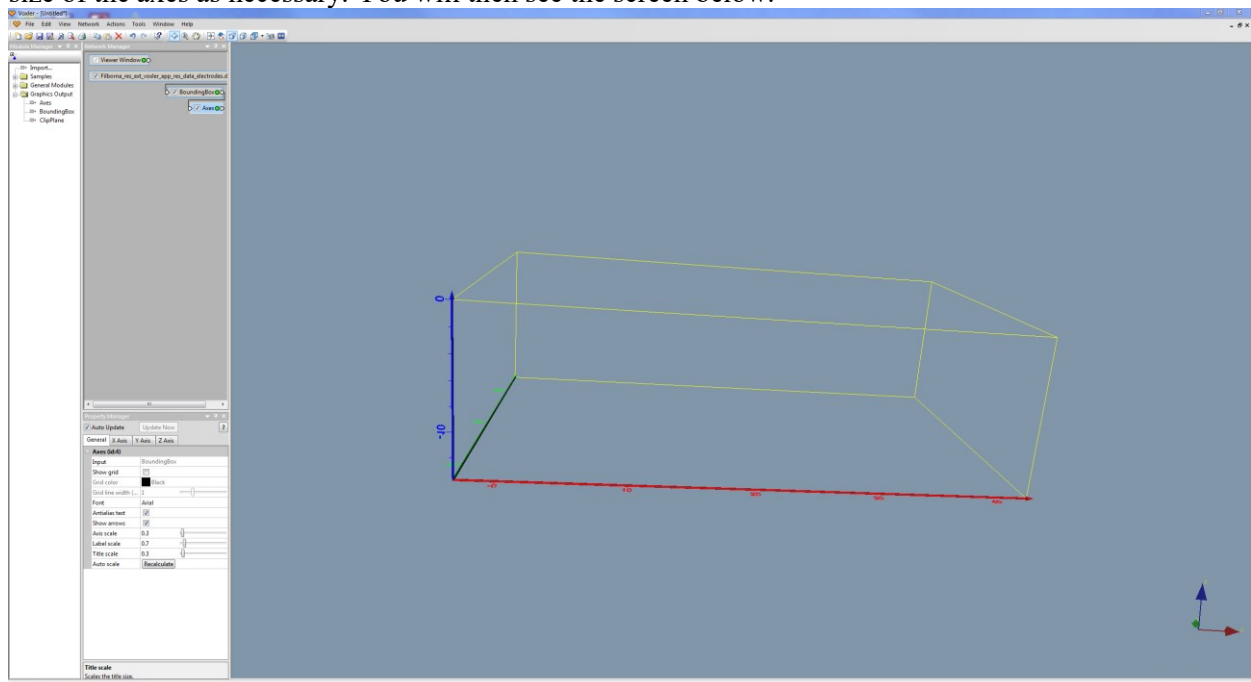 size of the axes as necessary. You will then see the screen below.
Voxler - [Untitled*]
File Edit View Network Actions Tools Window Help
Module Manager
Network Manager
Import...
Samples
General Modules
Graphics Output
Axes
BoundingBox
ClipPlane
Viewer Window
Filborna_res_ext_voxler_app_res_data_electrodes.d
BoundingBox
Axes
0
-10
Property Manager
Auto Update Update Now ?
General X Axis Y Axis Z Axis
Axes (id:4)
Input BoundingBox
Show grid
Grid color Black
Grid line width (... 1
Font Arial
Antialias text
Show arrows
Axis scale 0.3
Label scale 0.7
Title scale 0.3
Auto scale Recalculate
Title scale
Scales the title size.